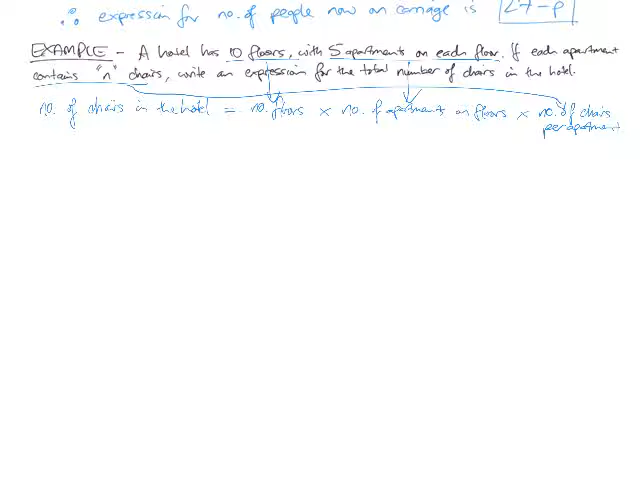 ∴ expression for no. of people now on carriage is 27-p
EXAMPLE - A hotel has 10 floors, with 5 apartments on each floor. If each apartment
contains "n" chairs, write an expression for the total number of chairs in the hotel.
no. of chairs in the hotel = no. floors × no. of apartments on floors × no. of chairs
per apartment